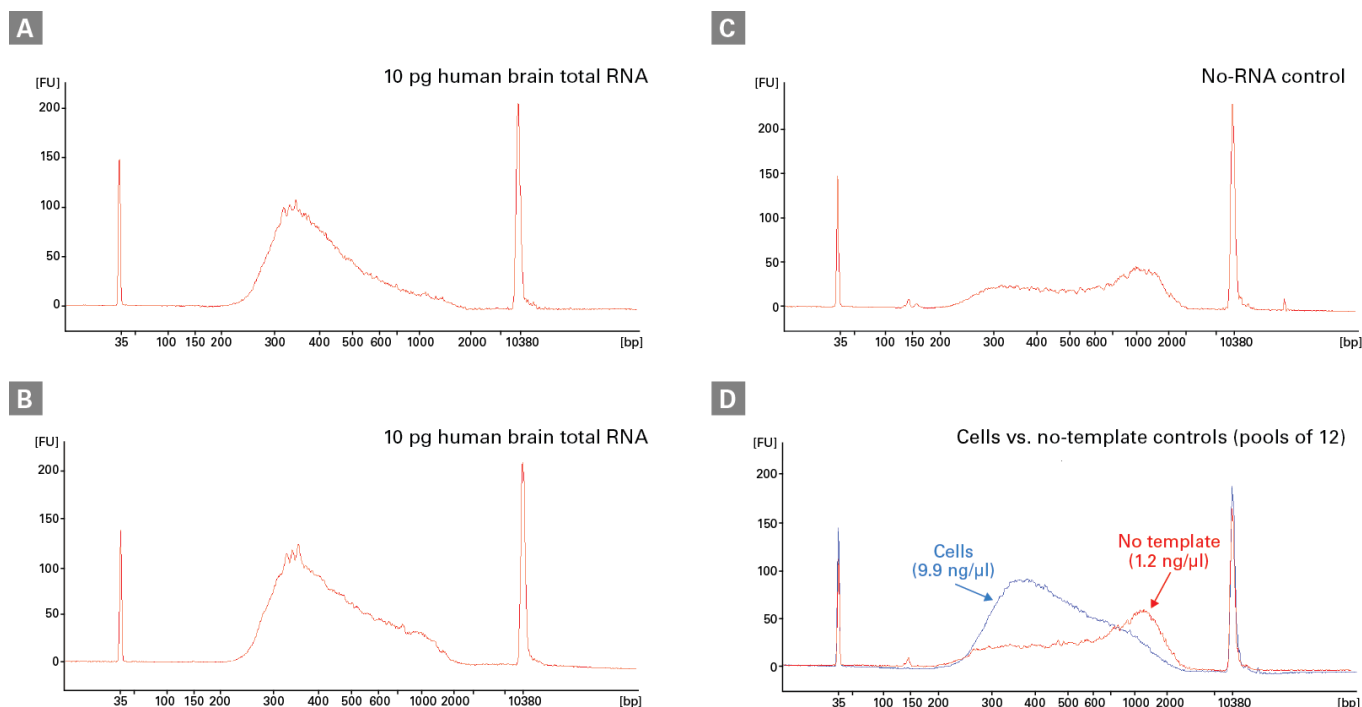 A
10 pg human brain total RNA
[FU]
200
150
100
50
0
35 100 150 200 300 400 500 600 1000 2000 10380 [bp]
B
10 pg human brain total RNA
[FU]
200
150
100
50
0
35 100 150 200 300 400 500 600 1000 2000 10380 [bp]
C
No-RNA control
[FU]
200
150
100
50
0
35 100 150 200 300 400 500 600 1000 2000 10380 [bp]
D
Cells vs. no-template controls (pools of 12)
[FU]
200
150
100
50
0
Cells
(9.9 ng/µl)
No template
(1.2 ng/µl)
35 100 150 200 300 400 500 600 1000 2000 10380 [bp]